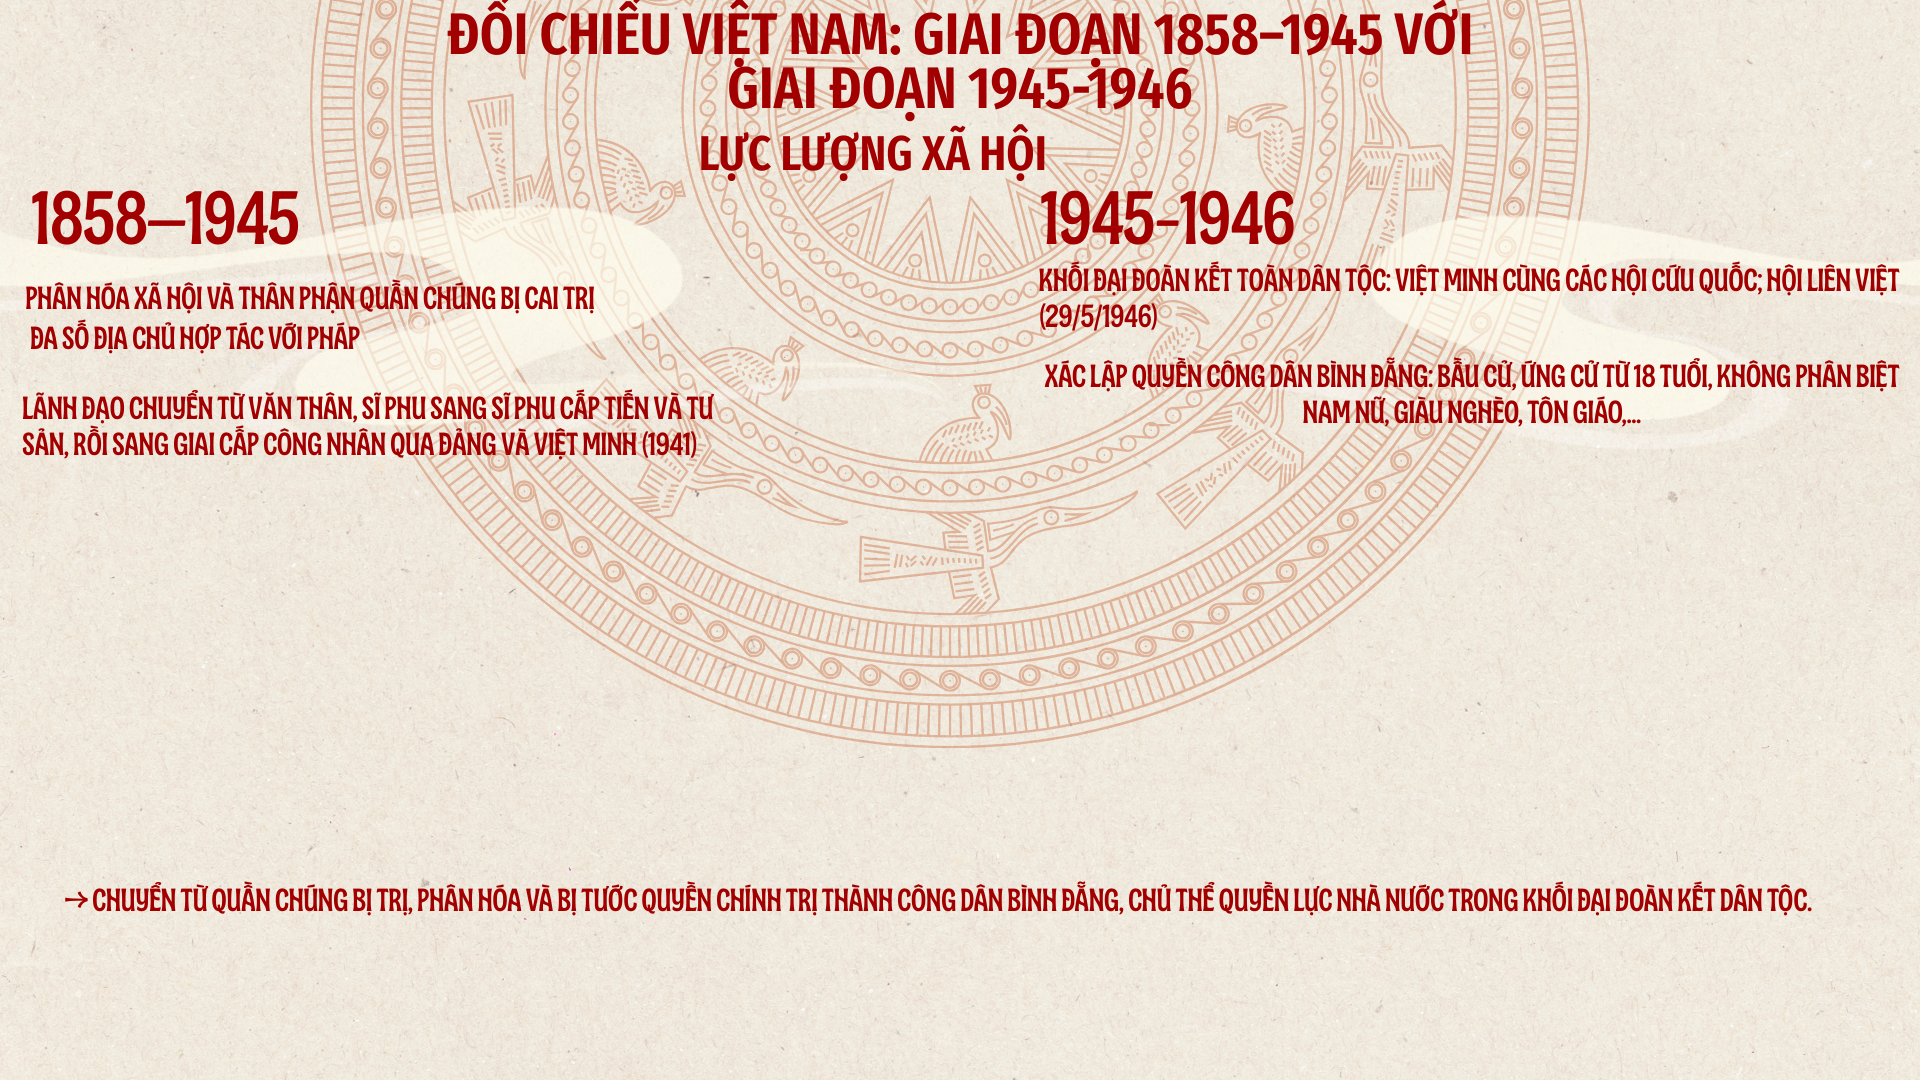 ĐỐI CHIẾU VIỆT NAM: GIAI ĐOẠN 1858–1945 VỚI
GIAI ĐOẠN 1945-1946
LỰC LƯỢNG XÃ HỘI
1858–1945
PHÂN HÓA XÃ HỘI VÀ THÂN PHẬN QUẦN CHÚNG BỊ CAI TRỊ
ĐA SỐ ĐỊA CHỦ HỢP TÁC VỚI PHÁP
LÃNH ĐẠO CHUYỂN TỪ VĂN THÂN, SĨ PHU SANG SĨ PHU CẤP TIẾN VÀ TƯ
SẢN, RỒI SANG GIAI CẤP CÔNG NHÂN QUA ĐẢNG VÀ VIỆT MINH (1941)
1945–1946
KHỐI ĐẠI ĐOÀN KẾT TOÀN DÂN TỘC: VIỆT MINH CÙNG CÁC HỘI CỨU QUỐC; HỘI LIÊN VIỆT
(29/5/1946)
XÁC LẬP QUYỀN CÔNG DÂN BÌNH ĐẲNG: BẦU CỬ, ỨNG CỬ TỪ 18 TUỔI, KHÔNG PHÂN BIỆT
NAM NỮ, GIÀU NGHÈO, TÔN GIÁO,...
→ CHUYỂN TỪ QUẦN CHÚNG BỊ TRỊ, PHÂN HÓA VÀ BỊ TƯỚC QUYỀN CHÍNH TRỊ THÀNH CÔNG DÂN BÌNH ĐẲNG, CHỦ THỂ QUYỀN LỰC NHÀ NƯỚC TRONG KHỐI ĐẠI ĐOÀN KẾT DÂN TỘC.